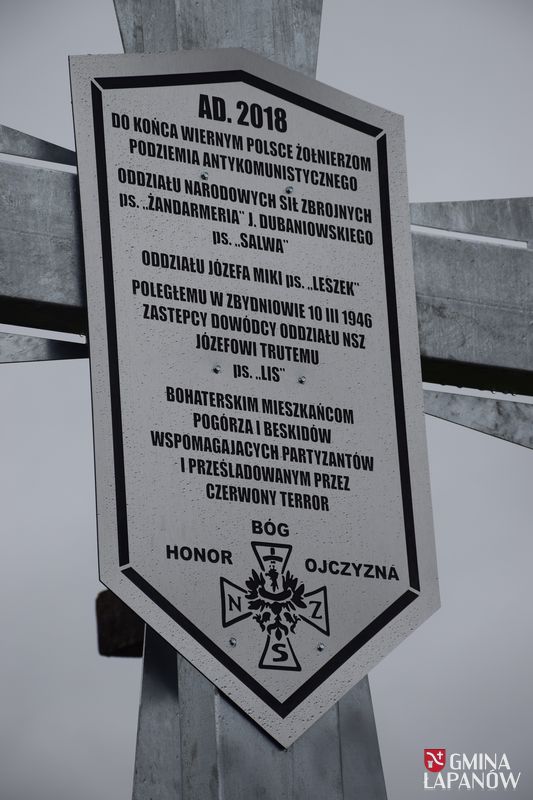 AD. 2018
DO KOŃCA WIERNYM POLSCE ŻOŁNIERZOM
PODZIEMIA ANTYKOMUNISTYCZNEGO
ODDZIAŁU NARODOWYCH SIŁ ZBROJNYCH
ps. „ŻANDARMERIA" J. DUBANIOWSKIEGO
ps. „SALWA"
ODDZIAŁU JÓZEFA MIKI ps. „LESZEK"
POLEGŁEMU W ZBYDNIOWIE 10 III 1946
ZASTEPCY DOWÓDCY ODDZIAŁU NSZ
JÓZEFOWI TRUTEMU
ps. „LIS"
BOHATERSKIM MIESZKAŃCOM
POGÓRZA I BESKIDÓW
WSPOMAGAJACYCH PARTYZANTÓW
I PRZEŚLADOWANYM PRZEZ
CZERWONY TERROR
BÓG
HONOR OJCZYZNA
N Z
S
GMINA
ŁAPANÓW